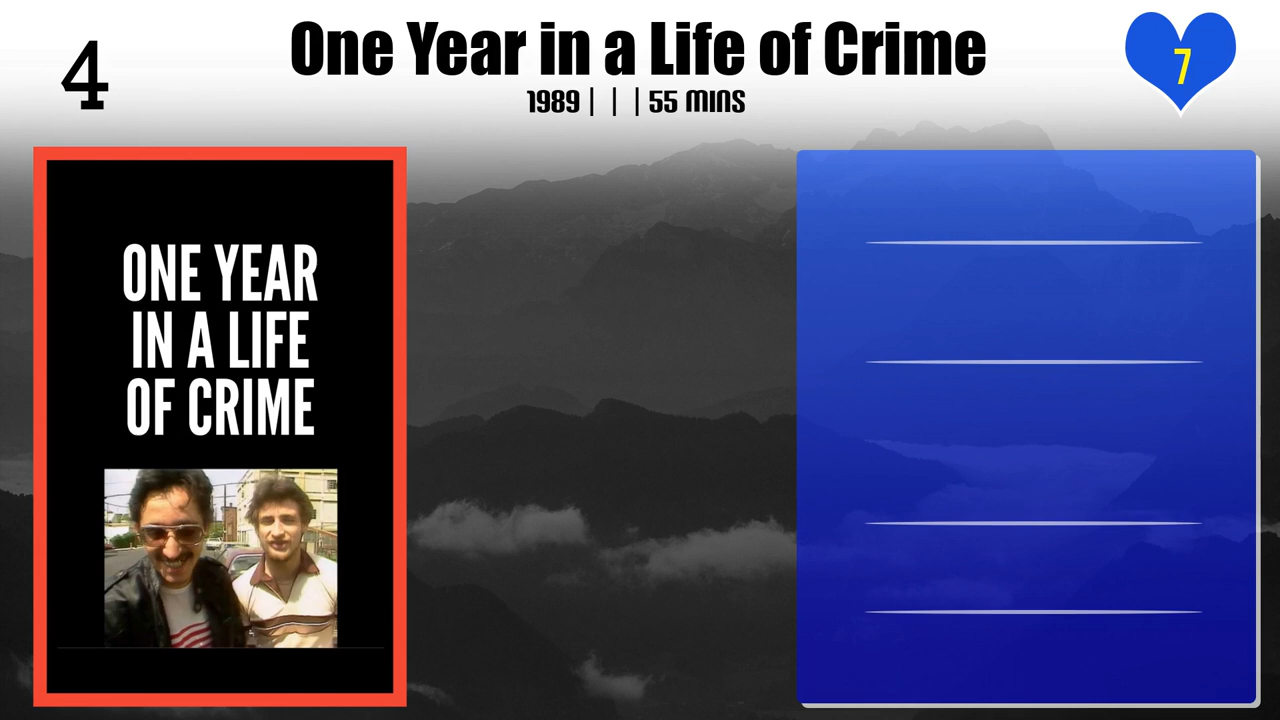 4
One Year in a Life of Crime
7
1989 | | | 55 MINS
ONE YEAR
IN A LIFE
OF CRIME